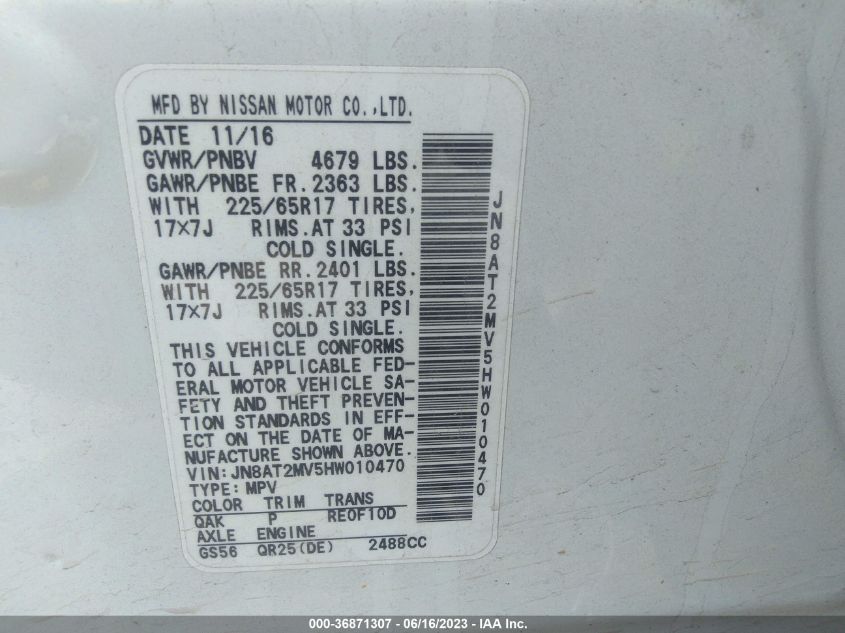 MFD BY NISSAN MOTOR CO.,LTD.
DATE 11/16
GVWR/PNBV 4679 LBS.
GAWR/PNBE FR. 2363 LBS.
WITH 225/65R17 TIRES,
17×7J RIMS. AT 33 PSI
COLD SINGLE.
GAWR/PNBE RR. 2401 LBS.
WITH 225/65R17 TIRES,
17×7J RIMS. AT 33 PSI
COLD SINGLE.
THIS VEHICLE CONFORMS
TO ALL APPLICABLE FED-
ERAL MOTOR VEHICLE SA-
FETY AND THEFT PREVEN-
TION STANDARDS IN EFF-
ECT ON THE DATE OF MA-
NUFACTURE SHOWN ABOVE.
VIN:JN8AT2MV5HW010470
TYPE:MPV
COLOR TRIM TRANS
QAK P RE0F10D
AXLE ENGINE
GS56 QR25(DE) 2488CC
JN8AT2MV5HW010470
000-36871307 - 06/16/2023 - © IAA Inc.